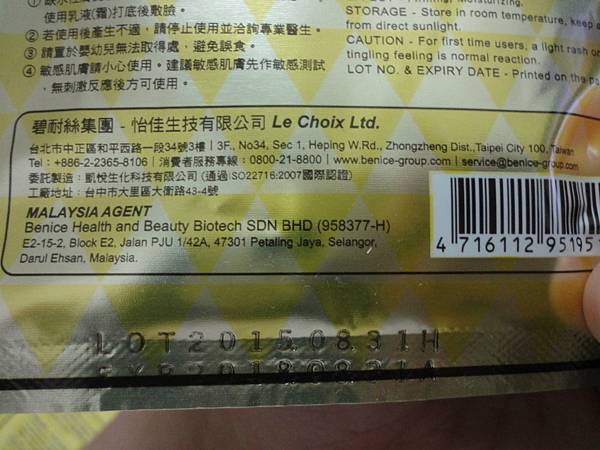 使用乳液(霜)打底後敷臉。
② 若使用後產生不適，請停止使用並洽詢專業醫生。
③ 請置於嬰幼兒無法取得處，避免誤食。
④ 敏感肌膚請小心使用。建議敏感肌膚先作敏感測試
，無刺激反應後方可使用。
Moisturizing.
STORAGE - Store in room temperature, keep
from direct sunlight.
CAUTION - For first time users, a light rash or
tingling feeling is normal reaction.
LOT NO. & EXPIRY DATE - Printed on the
碧耐絲集團 - 怡佳生技有限公司 Le Choix Ltd.
台北市中正區和平西路一段34號3樓 | 3F., No34, Sec 1, Heping W.Rd., Zhongzheng Dist.,Taipei City 100, Taiwan
Tel : +886-2-2365-8106 | 消費者服務專線 : 0800-21-8800 | www.benice-group.com | service@benice-group.com
委託製造 : 凱悅生化科技有限公司 (通過ISO22716:2007國際認證)
工廠地址 : 台中市大里區大衛路43-4號
MALAYSIA AGENT
Benice Health and Beauty Biotech SDN BHD (958377-H)
E2-15-2, Block E2, Jalan PJU 1/42A, 47301 Petaling Jaya, Selangor,
Darul Ehsan, Malaysia.
4 716112 95195
LOT20150831H
EXP20180831A